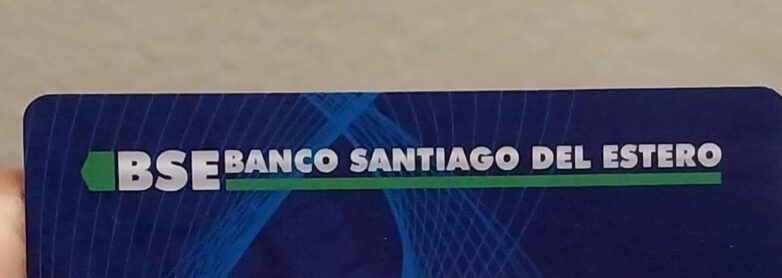 BSE BANCO SANTIAGO DEL ESTERO